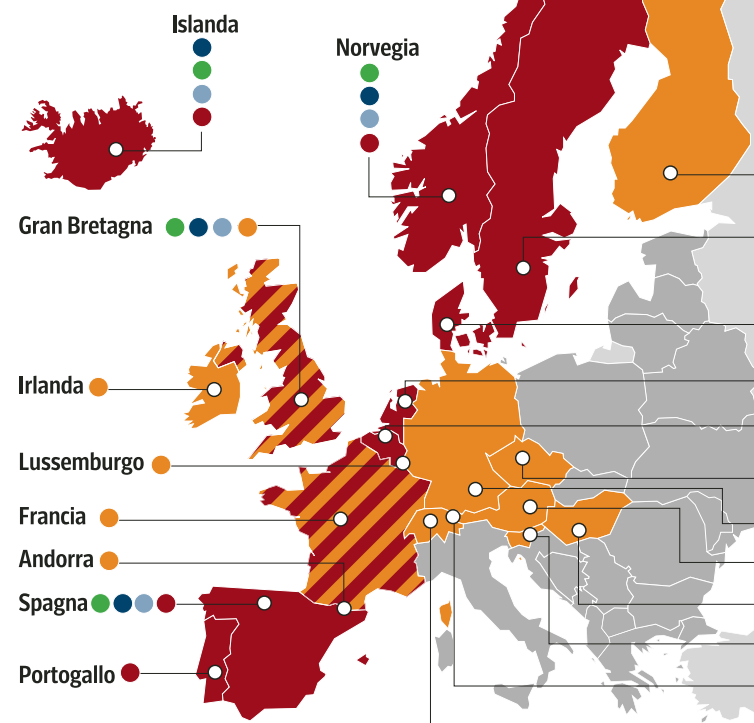 Islanda
Norvegia
Gran Bretagna
Irlanda
Lussemburgo
Francia
Andorra
Spagna
Portogallo